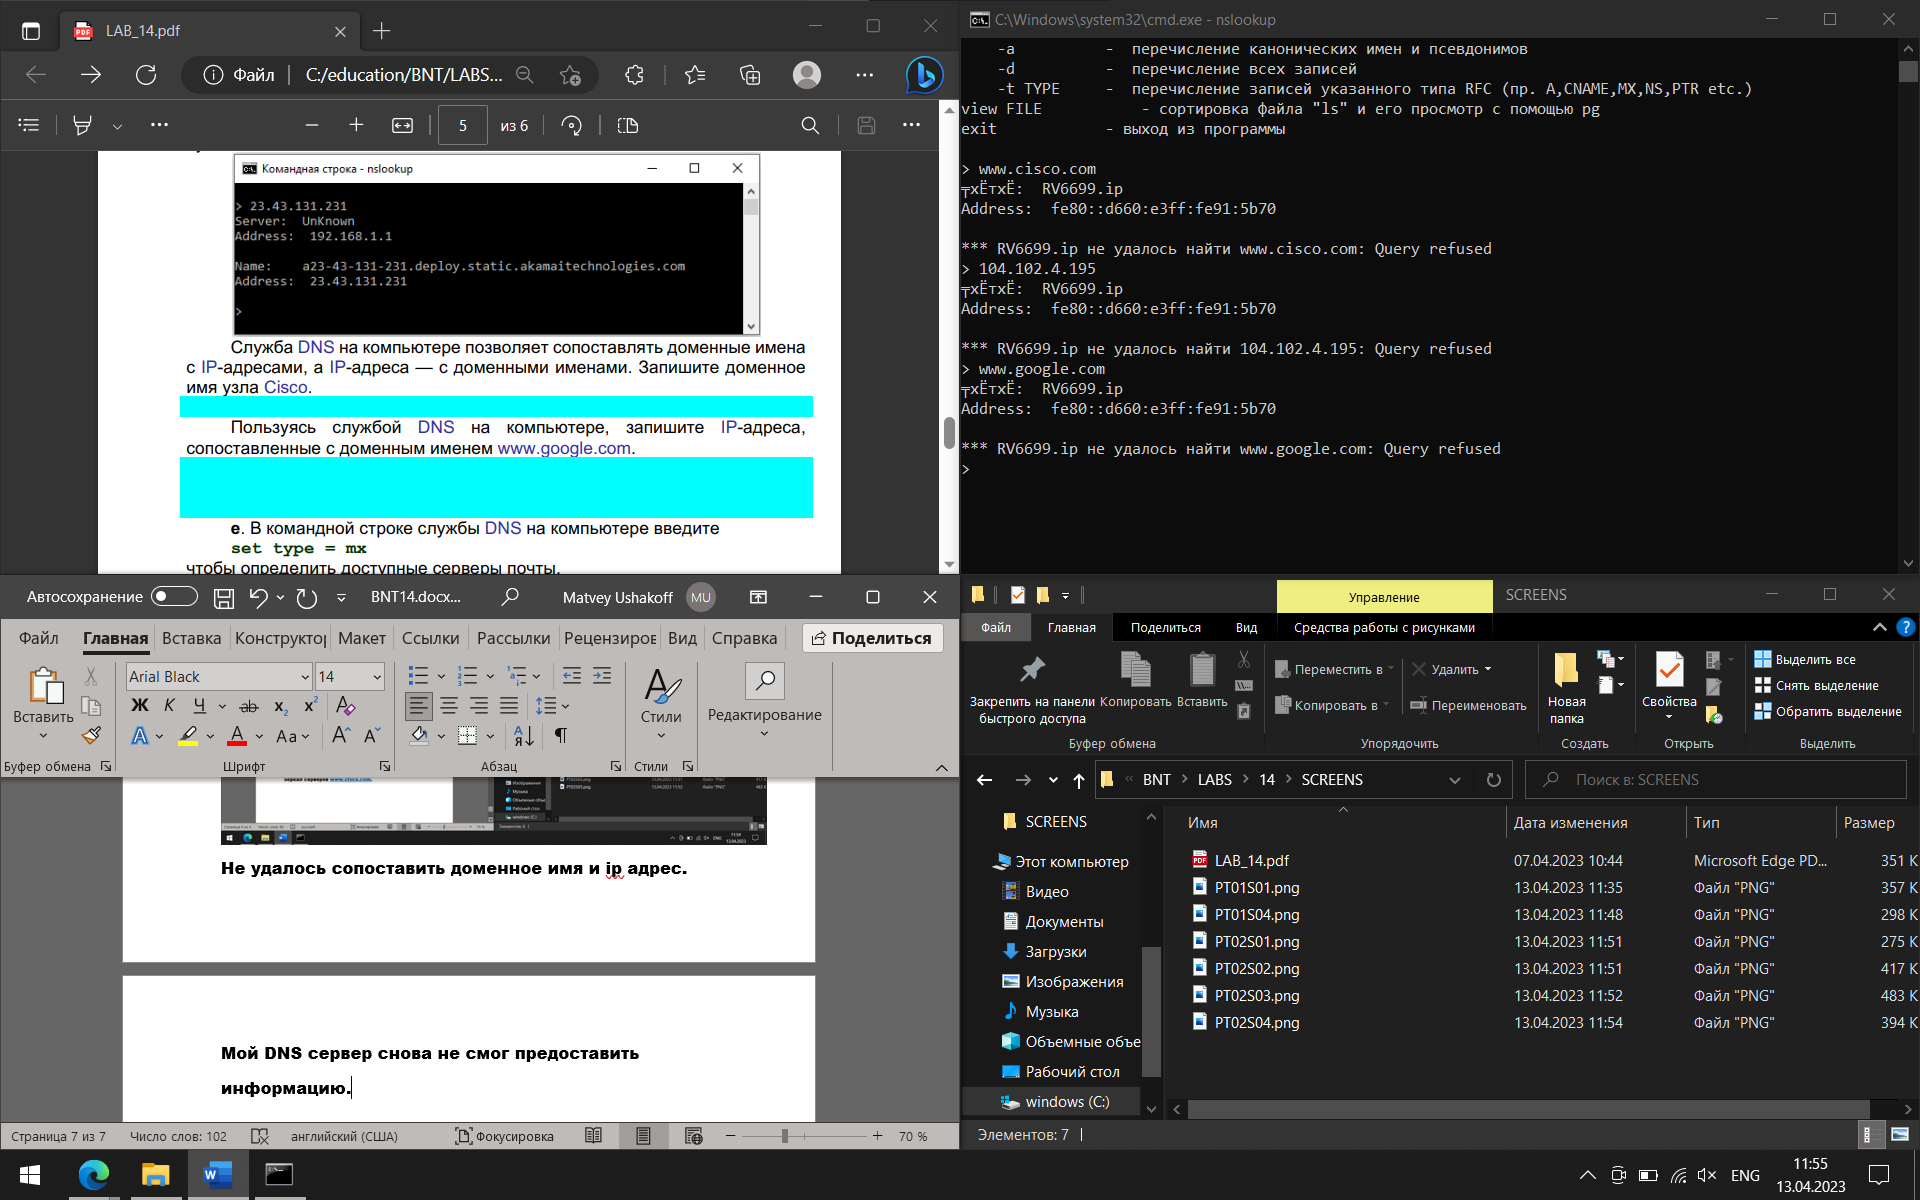 LAB_14.pdf
Файл
C:/education/BNT/LABS...
5
из 6
Командная строка - nslookup
> 23.43.131.231
Server:  UnKnown
Address:  192.168.1.1
Name:    a23-43-131-231.deploy.static.akamaitechnologies.com
Address:  23.43.131.231
>
Служба DNS на компьютере позволяет сопоставлять доменные имена
с IP-адресами, а IP-адреса — с доменными именами. Запишите доменное
имя узла Cisco.
Пользуясь службой DNS на компьютере, запишите IP-адреса,
сопоставленные с доменным именем www.google.com.
е. В командной строке службы DNS на компьютере введите
set type = mx
чтобы определить доступные серверы почты.
C:\Windows\system32\cmd.exe - nslookup
-a - перечисление канонических имен и псевдонимов
-d - перечисление всех записей
-t TYPE - перечисление записей указанного типа RFC (пр. A,CNAME,MX,NS,PTR etc.)
view FILE - сортировка файла "ls" и его просмотр с помощью pg
exit - выход из программы
> www.cisco.com
╤хЁтхЁ:  RV6699.ip
Address:  fe80::d660:e3ff:fe91:5b70
*** RV6699.ip не удалось найти www.cisco.com: Query refused
> 104.102.4.195
╤хЁтхЁ:  RV6699.ip
Address:  fe80::d660:e3ff:fe91:5b70
*** RV6699.ip не удалось найти 104.102.4.195: Query refused
> www.google.com
╤хЁтхЁ:  RV6699.ip
Address:  fe80::d660:e3ff:fe91:5b70
*** RV6699.ip не удалось найти www.google.com: Query refused
>
Автосохранение BNT14.docx... Matvey Ushakoff MU
Файл Главная Вставка Конструктор Макет Ссылки Рассылки Рецензиров Вид Справка Поделиться
Вставить
Буфер обмена
Arial Black 14
Ж К Ч ab x₂ x²
Aa
Шрифт
Абзац
Стили
Стили
Редактирование
Не удалось сопоставить доменное имя и ip адрес.
Мой DNS сервер снова не смог предоставить
информацию.
Страница 7 из 7 Число слов: 102 английский (США) Фокусировка 70 %
Управление SCREENS
Файл Главная Поделиться Вид Средства работы с рисунками
Закрепить на панели
быстрого доступа
Копировать
Вставить
Буфер обмена
Переместить в
Копировать в
Удалить
Переименовать
Упорядочить
Новая
папка
Создать
Свойства
Открыть
Выделить все
Снять выделение
Обратить выделение
Выделить
BNT LABS 14 SCREENS
Поиск в: SCREENS
SCREENS
Этот компьютер
Видео
Документы
Загрузки
Изображения
Музыка
Объемные объе
Рабочий стол
windows (C:)
Имя Дата изменения Тип Размер
LAB_14.pdf 07.04.2023 10:44 Microsoft Edge PD... 351 К
PT01S01.png 13.04.2023 11:35 Файл "PNG" 357 К
PT01S04.png 13.04.2023 11:48 Файл "PNG" 298 К
PT02S01.png 13.04.2023 11:51 Файл "PNG" 275 К
PT02S02.png 13.04.2023 11:51 Файл "PNG" 417 К
PT02S03.png 13.04.2023 11:52 Файл "PNG" 483 К
PT02S04.png 13.04.2023 11:54 Файл "PNG" 394 К
Элементов: 7
ENG
11:55
13.04.2023